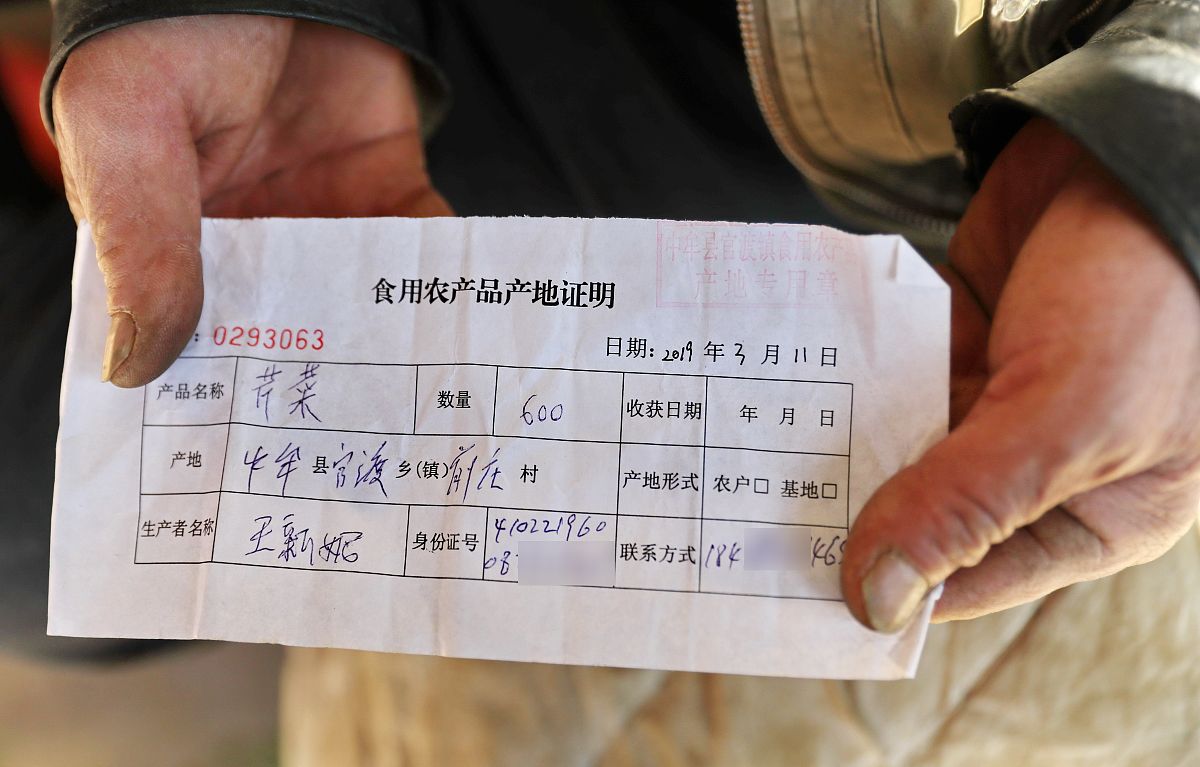 中牟县官渡镇食用农产品
产地专用章
食用农产品产地证明
: 0293063
日期: 2019 年 3 月 11 日
产品名称 芹菜 数量 600 收获日期 年 月 日
产地 中牟 县 官渡 乡(镇) 前庄 村 产地形式 农户□ 基地□
生产者名称 王新妮 身份证号 410221960 联系方式 184 146
08